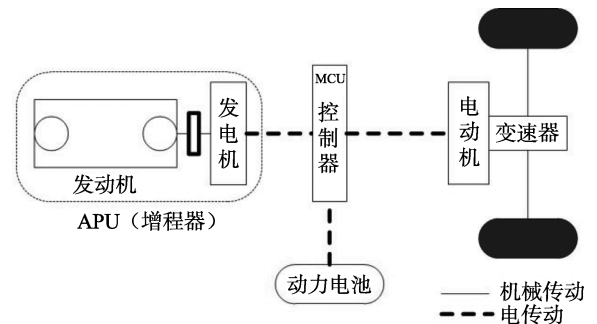 发动机
APU（增程器）
发电机
MCU
控制器
动力电池
电动机
变速器
机械传动
电传动